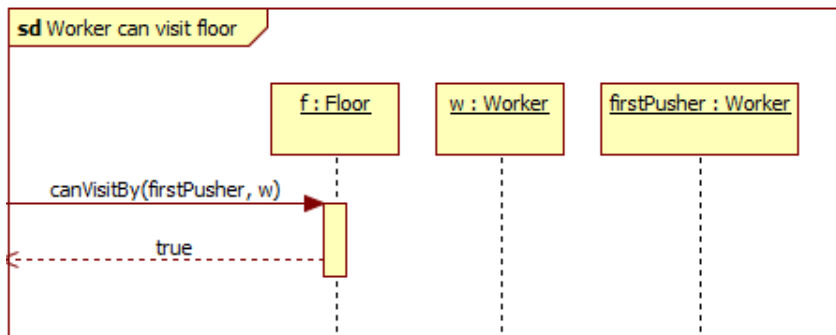 sd Worker can visit floor
f : Floor
w : Worker
firstPusher : Worker
canVisitBy(firstPusher, w)
true